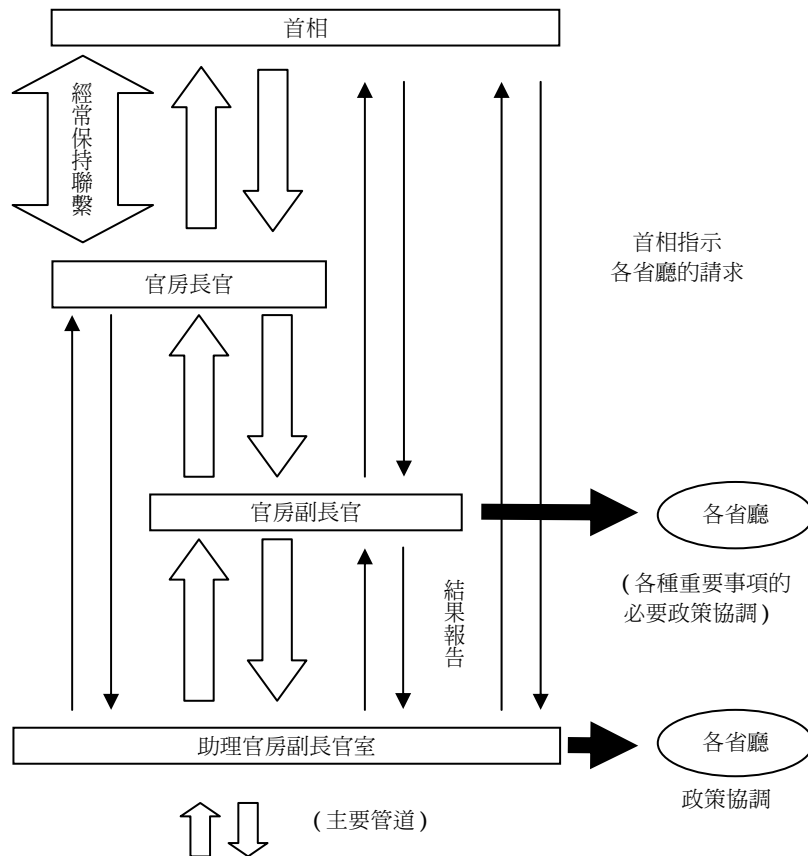 首相
經常保持聯繫
首相指示
各省廳的請求
官房長官
官房副長官
各省廳
(各種重要事項的
必要政策協調)
結果報告
助理官房副長官室
各省廳
政策協調
(主要管道)